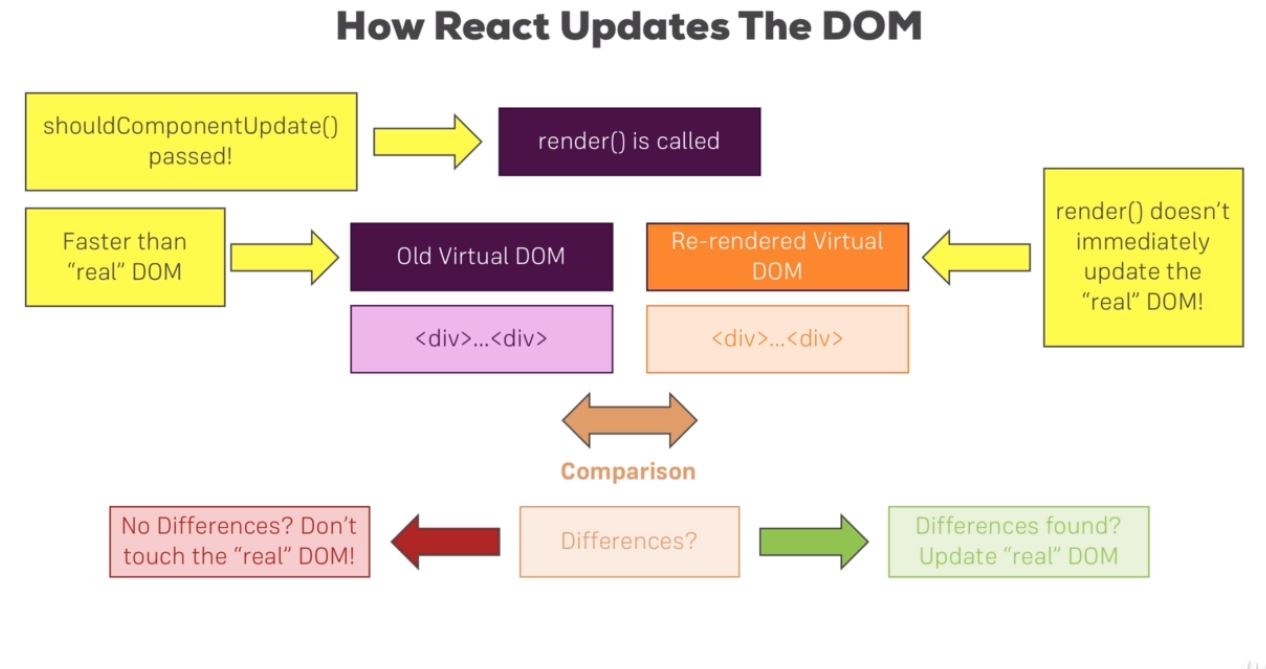 How React Updates The DOM
shouldComponentUpdate()
passed!
render() is called
Faster than
“real” DOM
Old Virtual DOM
Re-rendered Virtual
DOM
render() doesn’t
immediately
update the
“real” DOM!
<div>...<div>
<div>...<div>
Comparison
No Differences? Don’t
touch the “real” DOM!
Differences?
Differences found?
Update “real” DOM